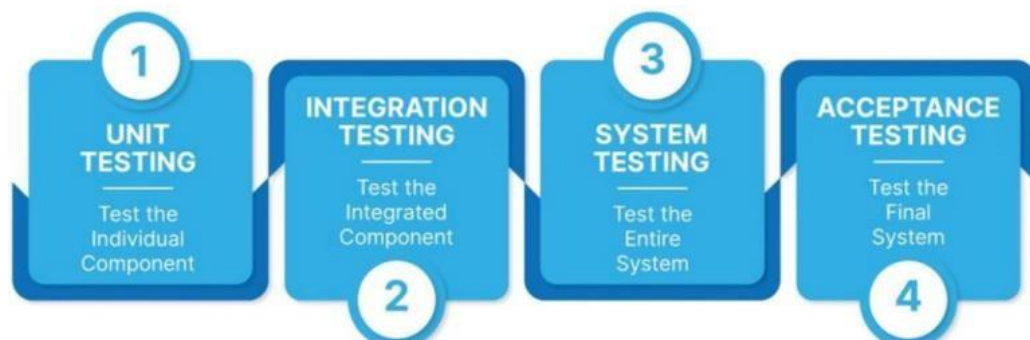 1
UNIT
TESTING
Test the
Individual
Component
INTEGRATION
TESTING
Test the
Integrated
Component
2
3
SYSTEM
TESTING
Test the
Entire
System
ACCEPTANCE
TESTING
Test the
Final
System
4